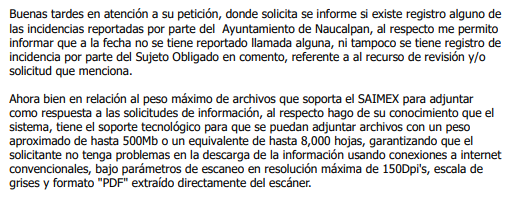 Buenas tardes en atención a su petición, donde solicita se informe si existe registro alguno de
las incidencias reportadas por parte del  Ayuntamiento de Naucalpan, al respecto me permito
informar que a la fecha no se tiene reportado llamada alguna, ni tampoco se tiene registro de
incidencia por parte del Sujeto Obligado en comento, referente a al recurso de revisión y/o
solicitud que menciona.

Ahora bien en relación al peso máximo de archivos que soporta el SAIMEX para adjuntar
como respuesta a las solicitudes de información, al respecto hago de su conocimiento que el
sistema, tiene el soporte tecnológico para que se puedan adjuntar archivos con un peso
aproximado de hasta 500Mb o un equivalente de hasta 8,000 hojas, garantizando que el
solicitante no tenga problemas en la descarga de la información usando conexiones a internet
convencionales, bajo parámetros de escaneo en resolución máxima de 150Dpi's, escala de
grises y formato "PDF" extraído directamente del escáner.